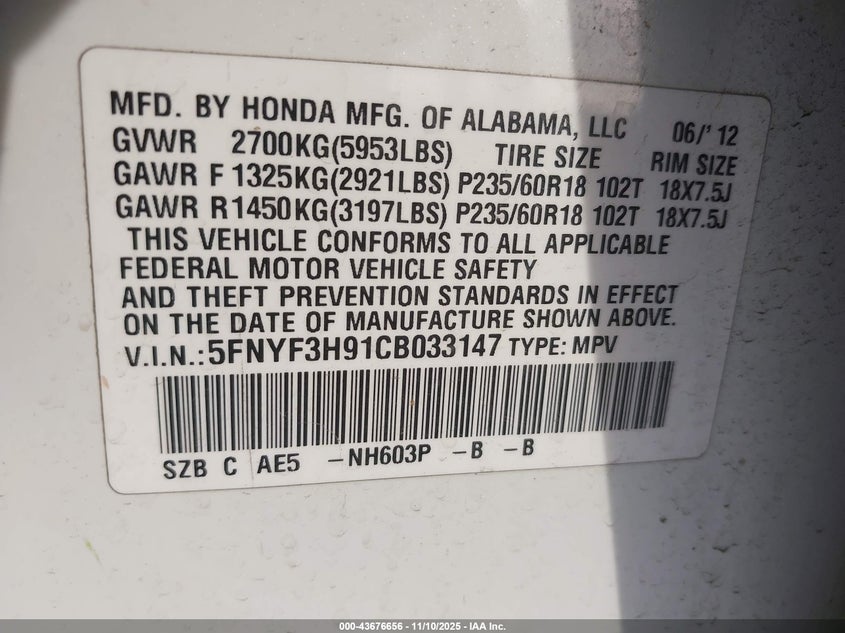 MFD. BY HONDA MFG. OF ALABAMA, LLC 06/'12
GVWR 2700KG(5953LBS) TIRE SIZE RIM SIZE
GAWR F 1325KG(2921LBS) P235/60R18 102T 18X7.5J
GAWR R1450KG(3197LBS) P235/60R18 102T 18X7.5J
THIS VEHICLE CONFORMS TO ALL APPLICABLE
FEDERAL MOTOR VEHICLE SAFETY
AND THEFT PREVENTION STANDARDS IN EFFECT
ON THE DATE OF MANUFACTURE SHOWN ABOVE.
V.I.N.:5FNYF3H91CB033147 TYPE: MPV
SZB C AE5 -NH603P -B -B
000-43676656 - 11/10/2025 - IAA Inc.